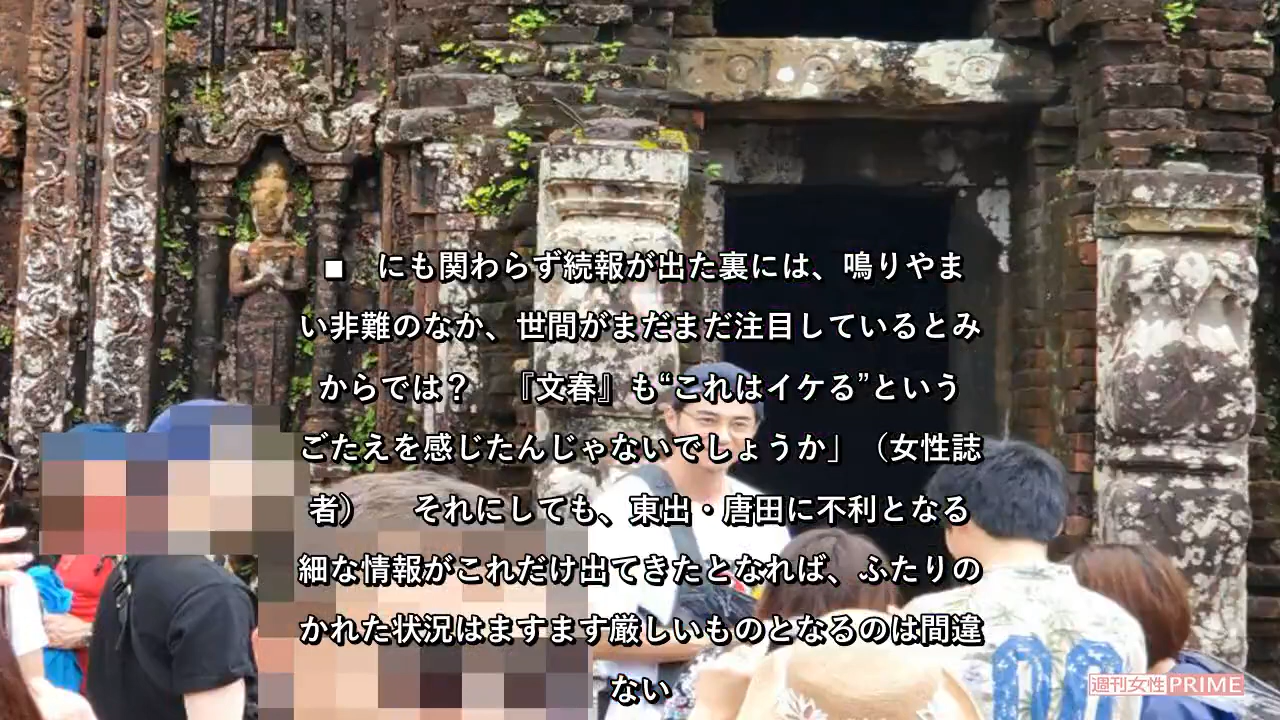 ■　にも関わらず続報が出た裏には、鳴りやま
い非難のなか、世間がまだまだ注目しているとみ
からでは？　『文春』も“これはイケる”という
ごたえを感じたんじゃないでしょうか」（女性誌
者）　それにしても、東出・唐田に不利となる
細な情報がこれだけ出てきたとなれば、ふたりの
かれた状況はますます厳しいものとなるのは間違
ない
00
週刊女性PRIME